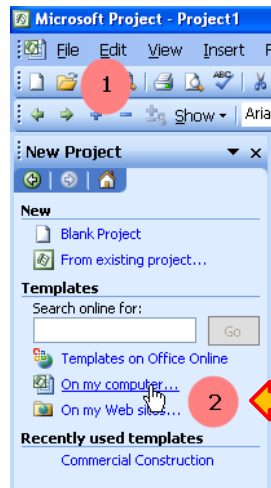 Microsoft Project - Project1
File Edit View Insert F
1
Show Aria
New Project
New
Blank Project
From existing project...
Templates
Search online for:
Go
Templates on Office Online
On my computer...
On my Web sites...
2
Recently used templates
Commercial Construction